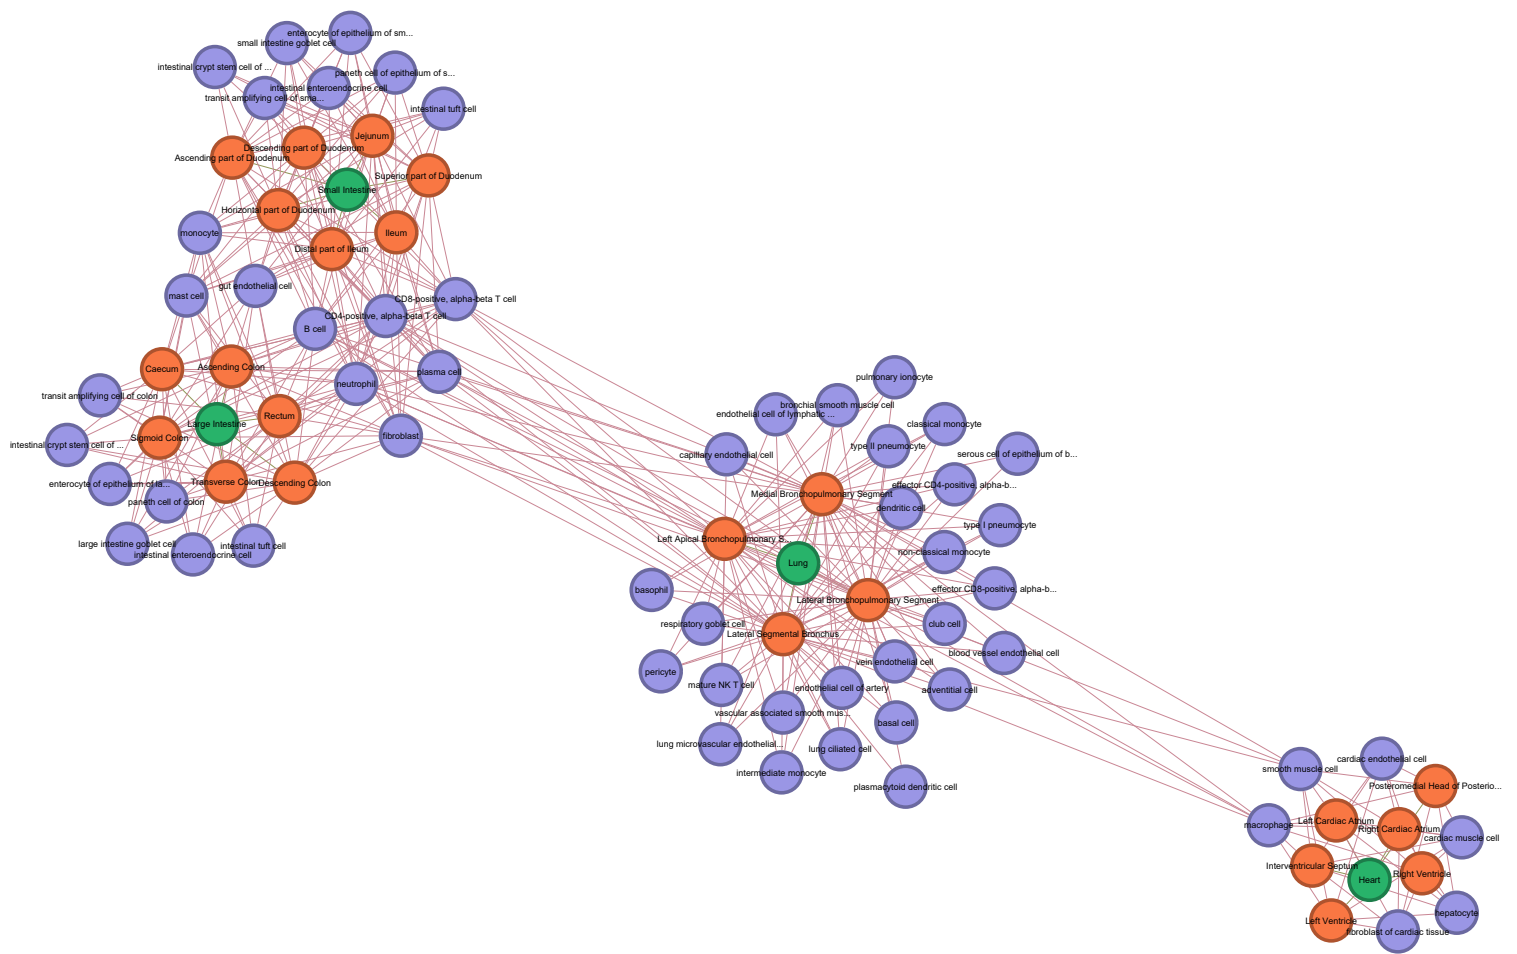 enterocyte of epithelium of sm...
small intestine goblet cell
intestinal crypt stem cell of ...
paneth cell of epithelium of s...
intestinal enteroendocrine cell
transit amplifying cell of sma...
intestinal tuft cell
Jejunum
Descending part of Duodenum
Ascending part of Duodenum
Superior part of Duodenum
Small Intestine
Horizontal part of Duodenum
monocyte
Ileum
Distal part of Ileum
gut endothelial cell
mast cell
CD8-positive, alpha-beta T cell
CD4-positive, alpha-beta T cell
B cell
Caecum
Ascending Colon
plasma cell
neutrophil
transit amplifying cell of colon
Rectum
Large Intestine
Sigmoid Colon
fibroblast
intestinal crypt stem cell of ...
enterocyte of epithelium of la...
Transverse Colon
Descending Colon
paneth cell of colon
large intestine goblet cell
intestinal tuft cell
intestinal enteroendocrine cell
pulmonary ionocyte
bronchial smooth muscle cell
endothelial cell of lymphatic ...
classical monocyte
type II pneumocyte
capillary endothelial cell
serous cell of epithelium of b...
effector CD4-positive, alpha-b...
Medial Bronchopulmonary Segment
dendritic cell
type I pneumocyte
Left Apical Bronchopulmonary S...
non-classical monocyte
Lung
basophil
effector CD8-positive, alpha-b...
Lateral Bronchopulmonary Segment
respiratory goblet cell
club cell
Lateral Segmental Bronchus
blood vessel endothelial cell
vein endothelial cell
pericyte
mature NK T cell
endothelial cell of artery
adventitial cell
vascular associated smooth mus...
basal cell
lung microvascular endothelial...
lung ciliated cell
intermediate monocyte
plasmacytoid dendritic cell
cardiac endothelial cell
smooth muscle cell
Posteromedial Head of Posterio...
Left Cardiac Atrium
macrophage
Right Cardiac Atrium
cardiac muscle cell
Interventricular Septum
Right Ventricle
Heart
hepatocyte
Left Ventricle
fibroblast of cardiac tissue